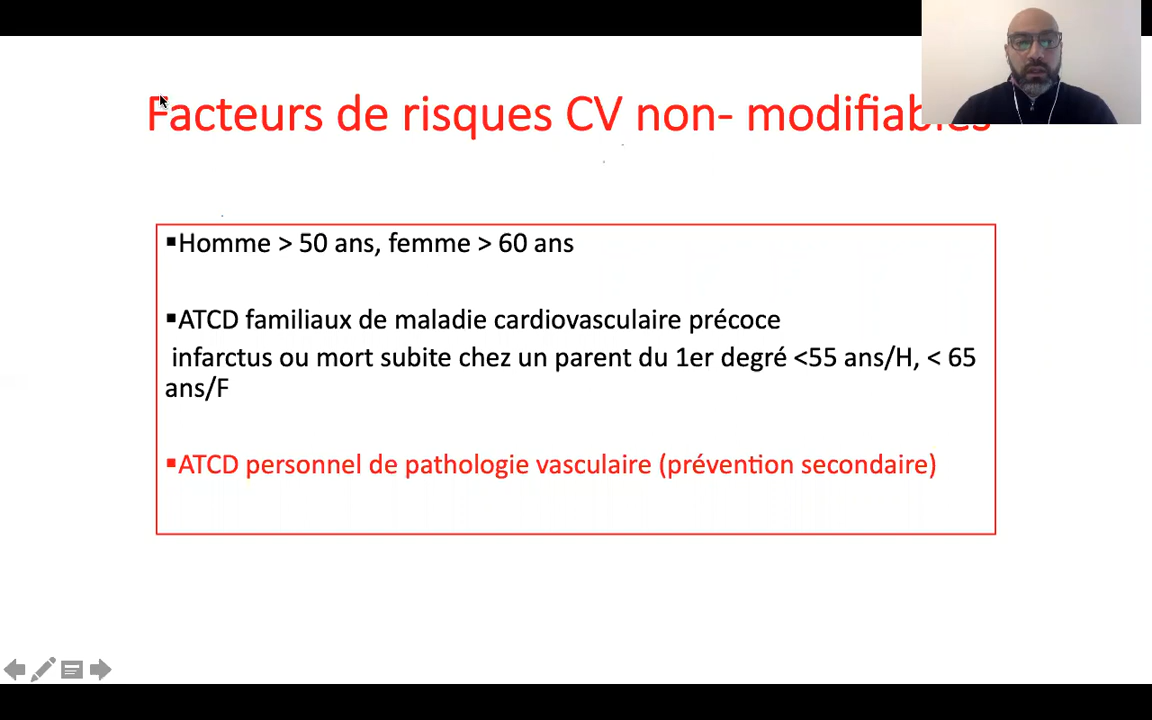 Facteurs de risques CV non- modifiables
▪Homme > 50 ans, femme > 60 ans
▪ATCD familiaux de maladie cardiovasculaire précoce
infarctus ou mort subite chez un parent du 1er degré <55 ans/H, < 65
ans/F
▪ATCD personnel de pathologie vasculaire (prévention secondaire)